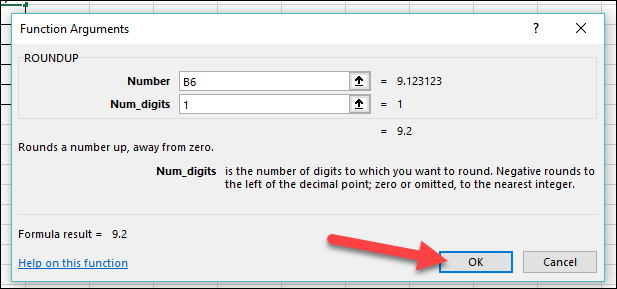 Function Arguments ? ×
ROUNDUP
Number B6 = 9.123123
Num_digits 1 = 1
= 9.2
Rounds a number up, away from zero.
Num_digits is the number of digits to which you want to round. Negative rounds to
the left of the decimal point; zero or omitted, to the nearest integer.
Formula result = 9.2
Help on this function OK Cancel